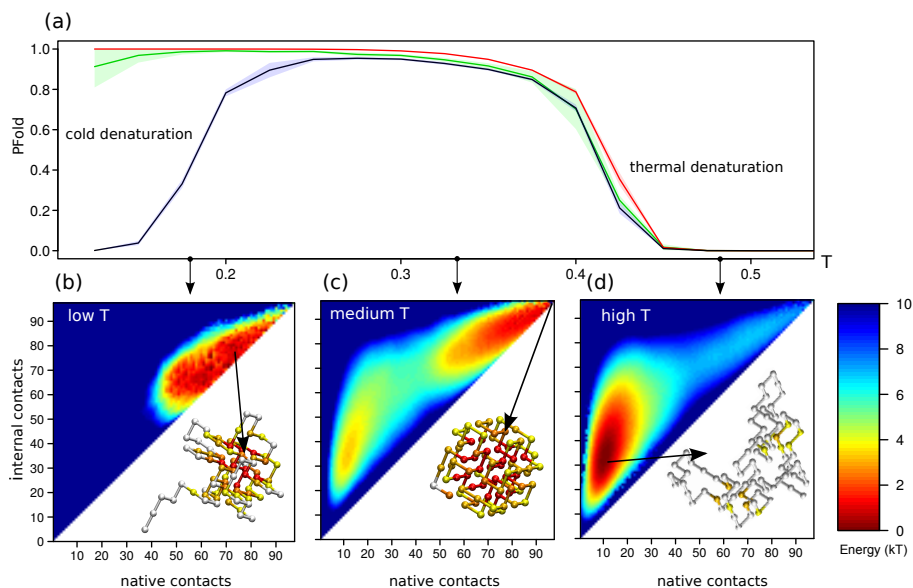 (a)
1.0
0.8
0.6
0.4
0.2
0.0
PFold
cold denaturation
thermal denaturation
0.2
0.3
0.4
0.5
T
(b)
(c)
(d)
low T
medium T
high T
internal contacts
90
80
70
60
50
40
30
20
10
0
10 20 30 40 50 60 70 80 90
10 20 30 40 50 60 70 80 90
10 20 30 40 50 60 70 80 90
native contacts
native contacts
native contacts
10
8
6
4
2
0
Energy (kT)